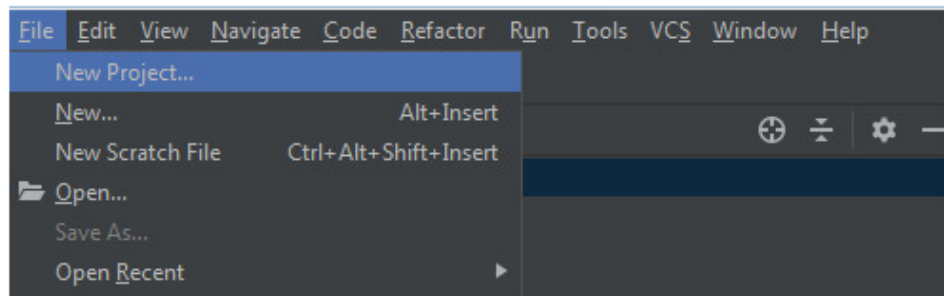 File Edit View Navigate Code Refactor Run Tools VCS Window Help
New Project...
New... Alt+Insert
New Scratch File Ctrl+Alt+Shift+Insert
Open...
Save As...
Open Recent